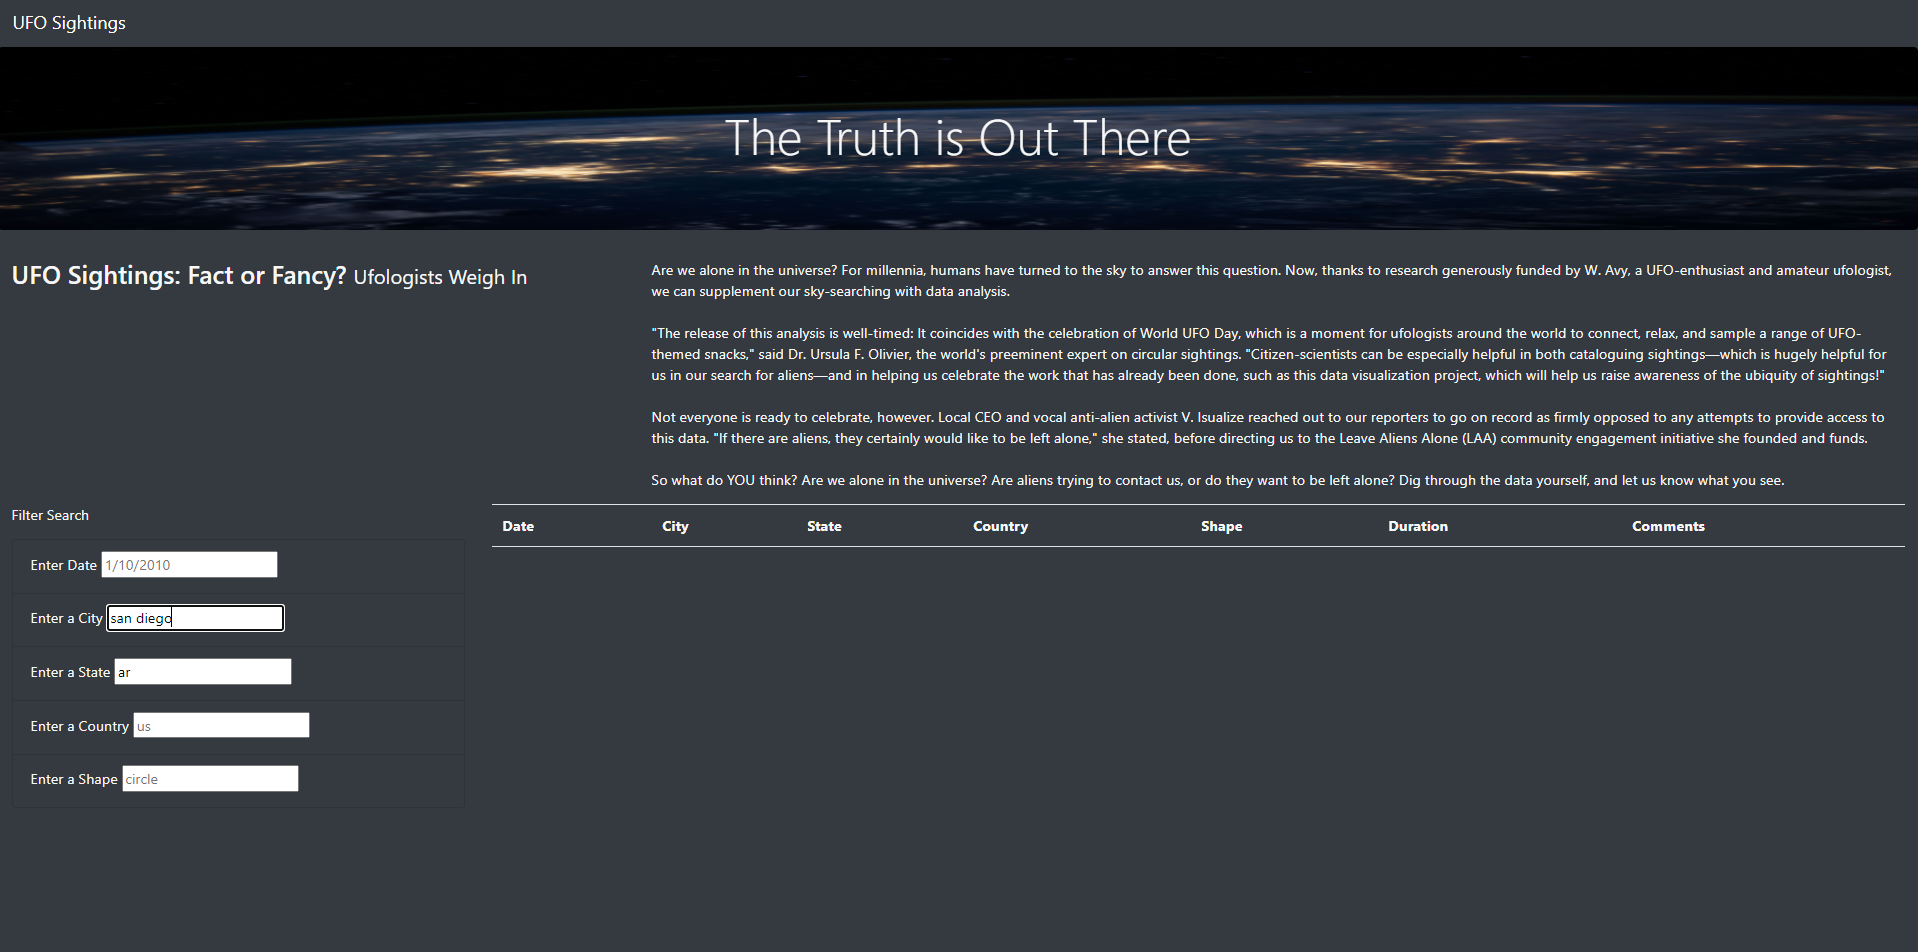 UFO Sightings
The Truth is Out There
UFO Sightings: Fact or Fancy? Ufologists Weigh In
Are we alone in the universe? For millennia, humans have turned to the sky to answer this question. Now, thanks to research generously funded by W. Avy, a UFO-enthusiast and amateur ufologist,
we can supplement our sky-searching with data analysis.
"The release of this analysis is well-timed: It coincides with the celebration of World UFO Day, which is a moment for ufologists around the world to connect, relax, and sample a range of UFO-
themed snacks," said Dr. Ursula F. Olivier, the world's preeminent expert on circular sightings. "Citizen-scientists can be especially helpful in both cataloguing sightings—which is hugely helpful for
us in our search for aliens—and in helping us celebrate the work that has already been done, such as this data visualization project, which will help us raise awareness of the ubiquity of sightings!"
Not everyone is ready to celebrate, however. Local CEO and vocal anti-alien activist V. Isualize reached out to our reporters to go on record as firmly opposed to any attempts to provide access to
this data. "If there are aliens, they certainly would like to be left alone," she stated, before directing us to the Leave Aliens Alone (LAA) community engagement initiative she founded and funds.
So what do YOU think? Are we alone in the universe? Are aliens trying to contact us, or do they want to be left alone? Dig through the data yourself, and let us know what you see.
Filter Search
Enter Date 1/10/2010
Enter a City san diego
Enter a State ar
Enter a Country us
Enter a Shape circle
Date City State Country Shape Duration Comments